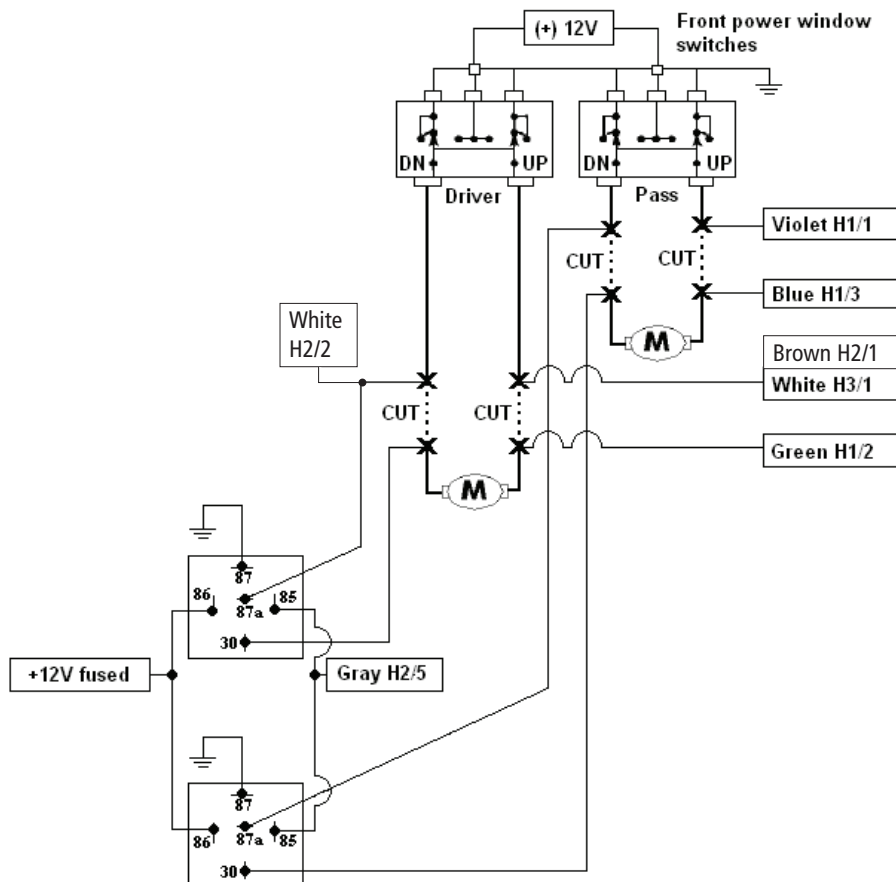 (+) 12V
Front power window
switches
DN
UP
DN
UP
Driver
Pass
Violet H1/1
CUT
CUT
Blue H1/3
White
H2/2
M
Brown H2/1
White H3/1
CUT
CUT
Green H1/2
M
87
86
85
87a
30
+12V fused
Gray H2/5
87
86
87a
85
30